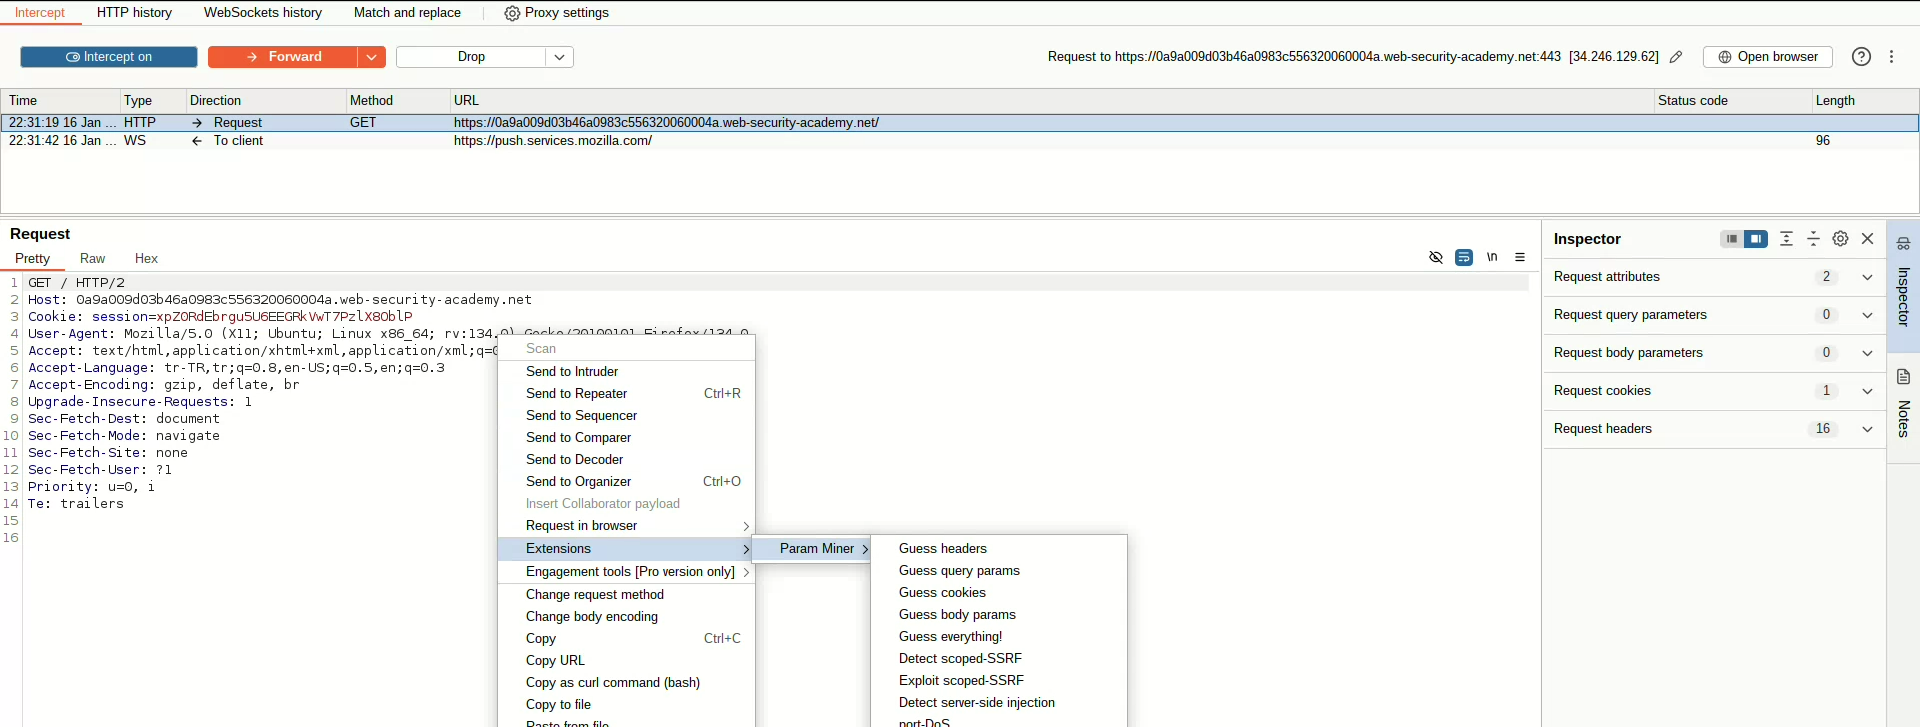 Intercept HTTP history WebSockets history Match and replace Proxy settings
Intercept on Forward Drop Request to https://0a9a009d03b46a0983c556320060004a.web-security-academy.net:443 [34.246.129.62] Open browser
Time Type Direction Method URL Status code Length
22:31:19 16 Jan ... HTTP → Request GET https://0a9a009d03b46a0983c556320060004a.web-security-academy.net/
22:31:42 16 Jan ... WS ← To client https://push.services.mozilla.com/ 96
Request
Pretty Raw Hex \n
1 GET / HTTP/2
2 Host: 0a9a009d03b46a0983c556320060004a.web-security-academy.net
3 Cookie: session=xpZ0RdEbrgu5U6EEGRkVwT7PzlX8OblP
4 User-Agent: Mozilla/5.0 (X11; Ubuntu; Linux x86_64; rv:134.0) Gecko/20100101 Firefox/134.0
5 Accept: text/html,application/xhtml+xml,application/xml;q=
6 Accept-Language: tr-TR,tr;q=0.8,en-US;q=0.5,en;q=0.3
7 Accept-Encoding: gzip, deflate, br
8 Upgrade-Insecure-Requests: 1
9 Sec-Fetch-Dest: document
10 Sec-Fetch-Mode: navigate
11 Sec-Fetch-Site: none
12 Sec-Fetch-User: ?1
13 Priority: u=0, i
14 Te: trailers
15
16
Scan
Send to Intruder
Send to Repeater Ctrl+R
Send to Sequencer
Send to Comparer
Send to Decoder
Send to Organizer Ctrl+O
Insert Collaborator payload
Request in browser
Extensions
Engagement tools [Pro version only]
Change request method
Change body encoding
Copy Ctrl+C
Copy URL
Copy as curl command (bash)
Copy to file
Paste from file
Param Miner
Guess headers
Guess query params
Guess cookies
Guess body params
Guess everything!
Detect scoped-SSRF
Exploit scoped-SSRF
Detect server-side injection
port-DoS
Inspector
Request attributes 2
Request query parameters 0
Request body parameters 0
Request cookies 1
Request headers 16
Inspector
Notes